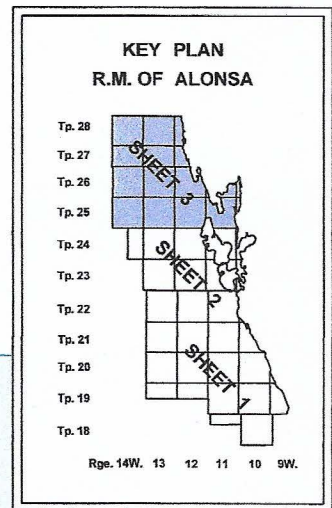 KEY PLAN
R.M. OF ALONSA
Tp. 28
Tp. 27
Tp. 26
Tp. 25
Tp. 24
Tp. 23
Tp. 22
Tp. 21
Tp. 20
Tp. 19
Tp. 18
SHEET 3
SHEET 2
SHEET 1
Rge. 14W. 13 12 11 10 9W.